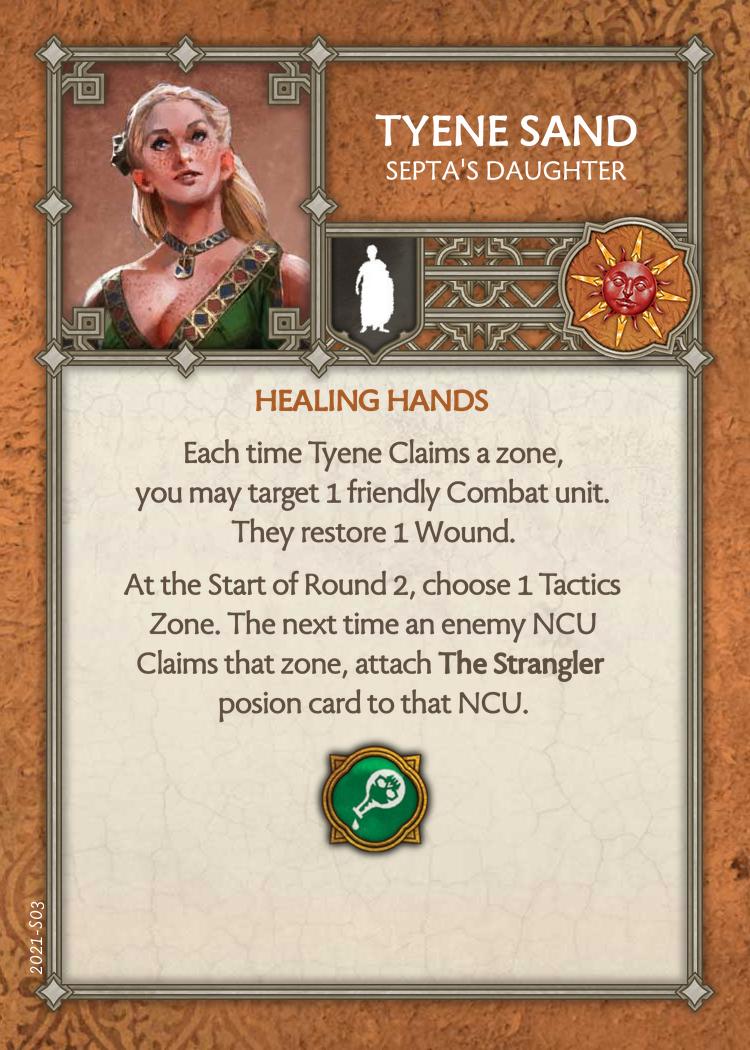 TYENE SAND
SEPTA'S DAUGHTER
HEALING HANDS
Each time Tyene Claims a zone,
you may target 1 friendly Combat unit.
They restore 1 Wound.
At the Start of Round 2, choose 1 Tactics
Zone. The next time an enemy NCU
Claims that zone, attach The Strangler
posion card to that NCU.
2021-S03